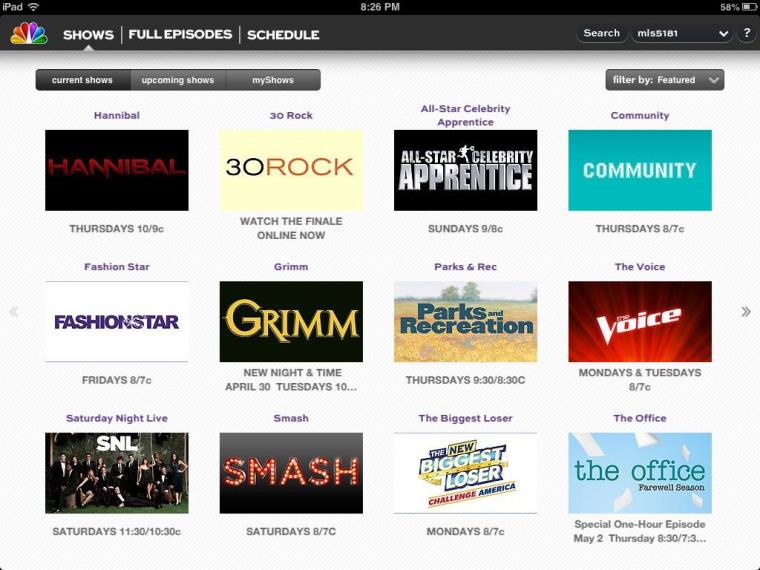 iPad 8:26 PM 58%
SHOWS FULL EPISODES SCHEDULE Search mls5181 ?
current shows upcoming shows myShows filter by: Featured
Hannibal
30 Rock
All-Star Celebrity
Apprentice
Community
HANNIBAL
30ROCK
ALL-STAR CELEBRITY
APPRENTICE
COMMUNITY
THURSDAYS 10/9c
WATCH THE FINALE
ONLINE NOW
SUNDAYS 9/8c
THURSDAYS 8/7c
Fashion Star
Grimm
Parks & Rec
The Voice
FASHIONSTAR
GRIMM
Parks and
Recreation
the
Voice
FRIDAYS 8/7c
NEW NIGHT & TIME
APRIL 30 TUESDAYS 10...
THURSDAYS 9:30/8:30C
MONDAYS & TUESDAYS
8/7c
Saturday Night Live
Smash
The Biggest Loser
The Office
SNL
SMASH
THE NEW
BIGGEST
LOSER
CHALLENGE AMERICA
the office
Farewell Season
SATURDAYS 11:30/10:30c
SATURDAYS 8/7C
MONDAYS 8/7c
Special One-Hour Episode
May 2 Thursday 8:30/7:3...